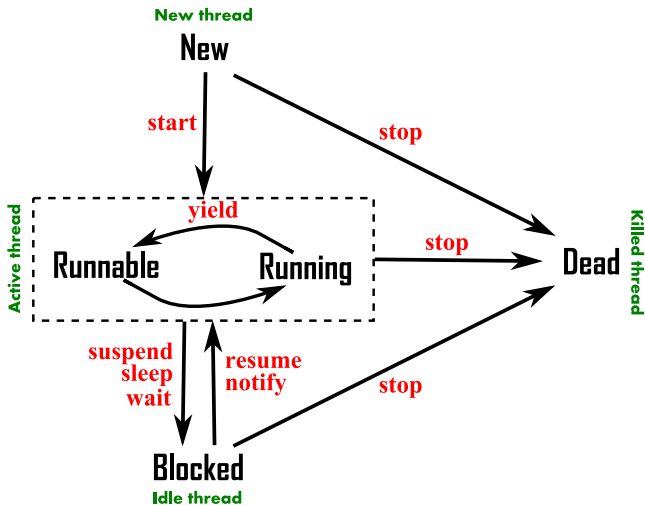 New thread
New
start
stop
yield
Active thread
Runnable
Running
stop
Dead
Killed thread
suspend
sleep
wait
resume
notify
stop
Blocked
Idle thread